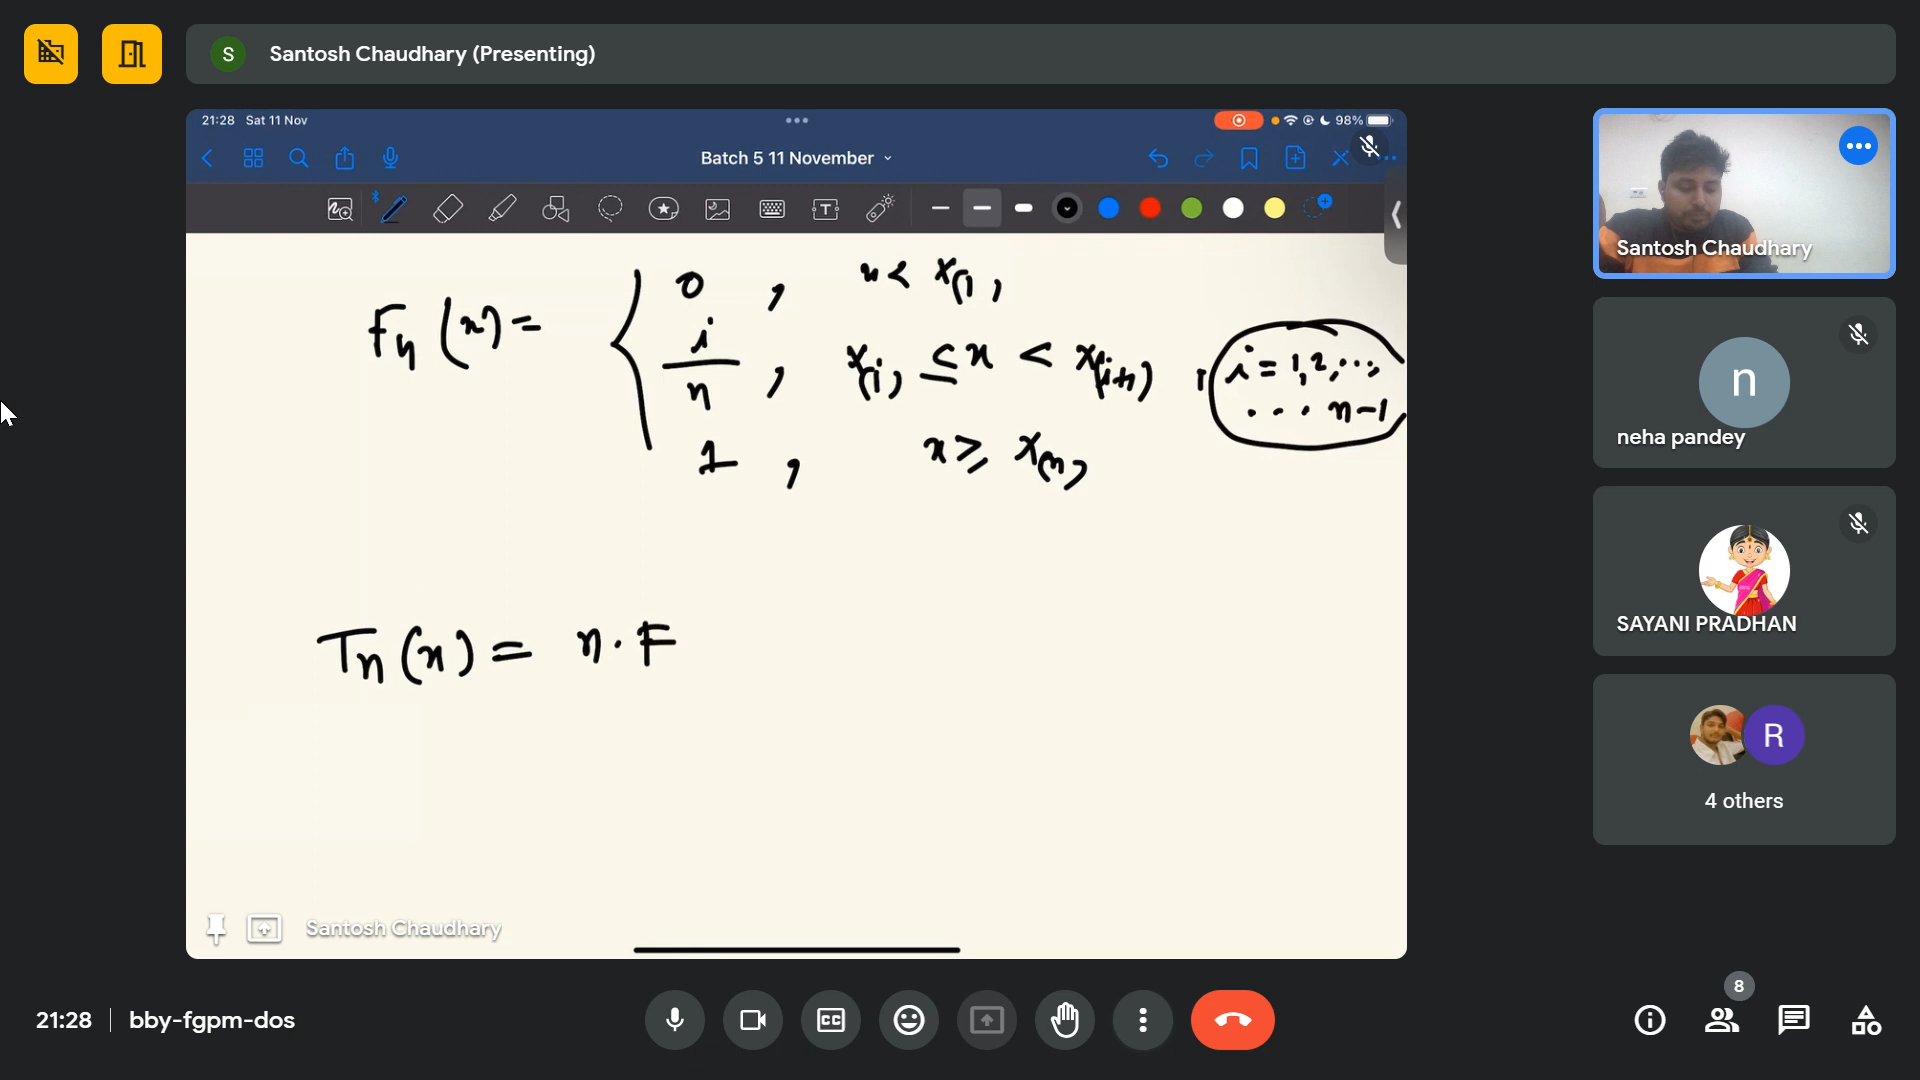 S Santosh Chaudhary (Presenting)
21:28 Sat 11 Nov
98%
Batch 5 11 November
T
Fn (x) = { 0 , x < X(1)
i/n , X(i) ≤ x < X(i+1) , i = 1, 2, ...
... n-1
1 , x ≥ X(n)
Tn (x) = n . F
Santosh Chaudhary
Santosh Chaudhary
n
neha pandey
SAYANI PRADHAN
R
4 others
21:28 bby-fgpm-dos
CC
8